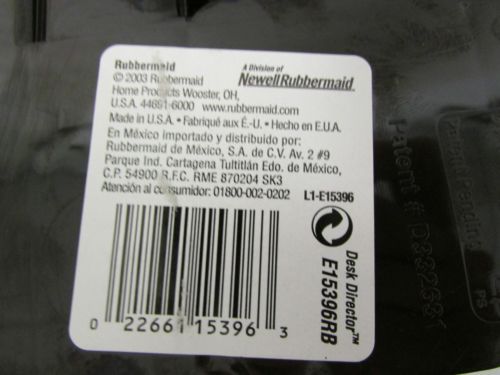 Rubbermaid
© 2003 Rubbermaid
Home Products Wooster, OH,
U.S.A. 44691-6000 www.rubbermaid.com
A Division of
NewellRubbermaid
Made in U.S.A. • Fabriqué aux É.-U. • Hecho en E.U.A.
En México importado y distribuido por:
Rubbermaid de México, S.A. de C.V. Av. 2 #9
Parque Ind. Cartagena Tultitlán Edo. de México,
C.P. 54900 R.F.C. RME 870204 SK3
Atención al consumidor: 01800-002-0202
L1-E15396
0 22661 15396 3
Desk Director™
E15396RB
Patent #
PS